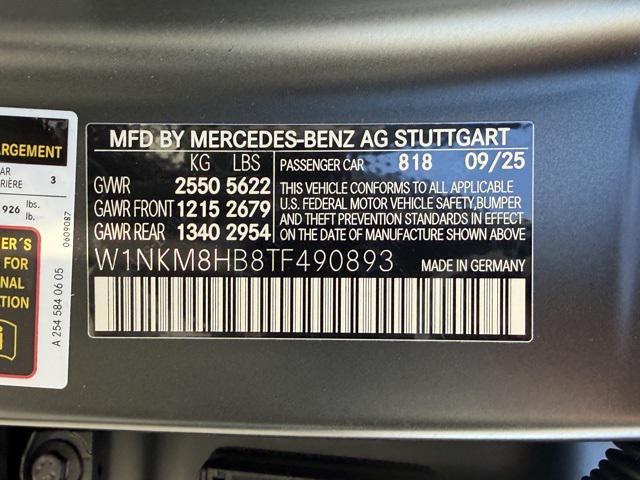 ARGEMENT
AR
RIÈRE 3
926 lbs.
lb.
0609087
ER´S
FOR
ONAL
ATION
A 254 584 06 05
MFD BY MERCEDES-BENZ AG STUTTGART
KG LBS
PASSENGER CAR 818 09/25
GVWR 2550 5622
GAWR FRONT 1215 2679
GAWR REAR 1340 2954
THIS VEHICLE CONFORMS TO ALL APPLICABLE
U.S. FEDERAL MOTOR VEHICLE SAFETY,BUMPER
AND THEFT PREVENTION STANDARDS IN EFFECT
ON THE DATE OF MANUFACTURE SHOWN ABOVE
W1NKM8HB8TF490893
MADE IN GERMANY